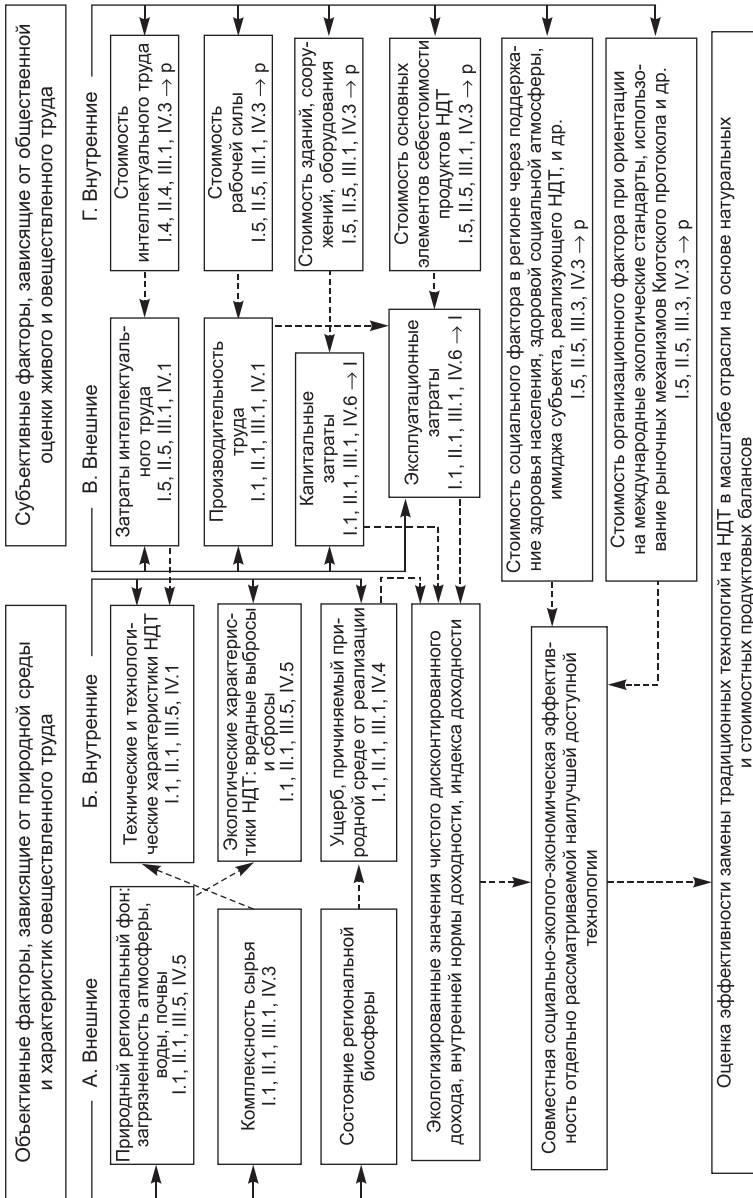 Объективные факторы, зависящие от природной среды
и характеристик овеществленного труда
Субъективные факторы, зависящие от общественной
оценки живого и овеществленного труда
А. Внешние
Б. Внутренние
В. Внешние
Г. Внутренние
Природный региональный фон:
загрязненность атмосферы,
воды, почвы
I.1, II.1, III.5, IV.5
Комплексность сырья
I.1, II.1, III.1, IV.3
Состояние региональной
биосферы
Технические и технологи-
ческие характеристики НДТ
I.1, II.1, III.5, IV.1
Экологические характерис-
тики НДТ: вредные выбросы
и сбросы
I.1, II.1, III.5, IV.5
Ущерб, причиняемый при-
родной среде от реализации
I.1, II.1, III.1, IV.4
Затраты интеллектуаль-
ного труда
I.5, II.5, III.1, IV.1
Производительность
труда
I.1, II.1, III.1, IV.1
Капитальные
затраты
I.1, II.1, III.1, IV.6 → I
Эксплуатационные
затраты
I.1, II.1, III.1, IV.6 → I
Стоимость
интеллектуального труда
I.4, II.4, III.1, IV.3 → р
Стоимость
рабочей силы
I.5, II.5, III.1, IV.3 → р
Стоимость зданий, соору-
жений, оборудования
I.5, II.5, III.1, IV.3 → р
Стоимость основных
элементов себестоимости
продуктов НДТ
I.5, II.5, III.1, IV.3 → р
Экологизированные значения чистого дисконтированного
дохода, внутренней нормы доходности, индекса доходности
Стоимость социального фактора в регионе через поддержа-
ние здоровья населения, здоровой социальной атмосферы,
имиджа субъекта, реализующего НДТ, и др.
I.5, II.5, III.3, IV.3 → р
Совместная социально-эколого-экономическая эффектив-
ность отдельно рассматриваемой наилучшей доступной
технологии
Стоимость организационного фактора при ориентации
на международные экологические стандарты, использо-
вание рыночных механизмов Киотского протокола и др.
I.5, II.5, III.3, IV.3 → р
Оценка эффективности замены традиционных технологий на НДТ в масштабе отрасли на основе натуральных
и стоимостных продуктовых балансов